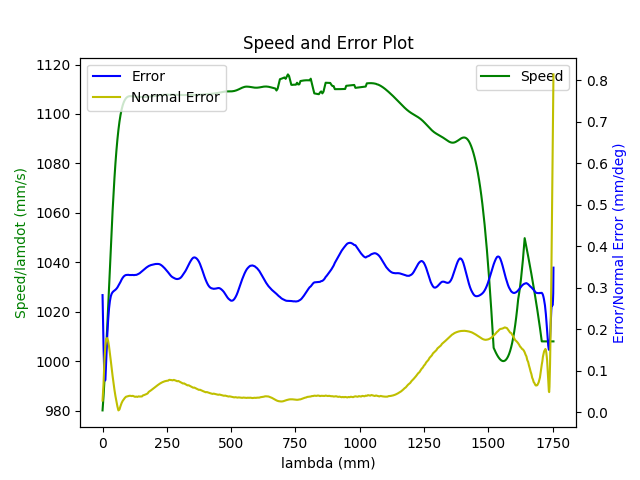 Speed and Error Plot
Error
Normal Error
Speed
1120
1100
1080
1060
1040
1020
1000
980
Speed/lamdot (mm/s)
0.8
0.7
0.6
0.5
0.4
0.3
0.2
0.1
0.0
Error/Normal Error (mm/deg)
0 250 500 750 1000 1250 1500 1750
lambda (mm)